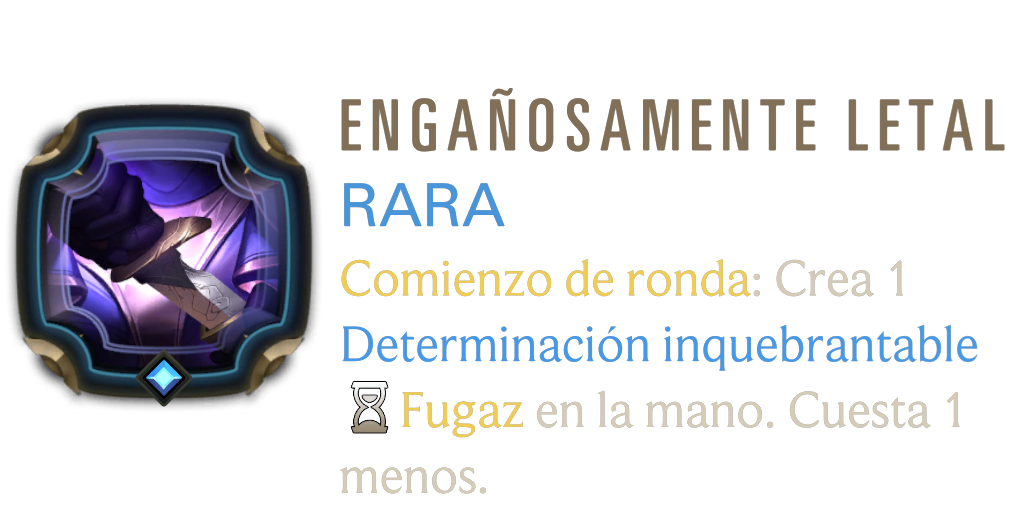 ENGAÑOSAMENTE LETAL
RARA
Comienzo de ronda: Crea 1
Determinación inquebrantable
Fugaz en la mano. Cuesta 1
menos.